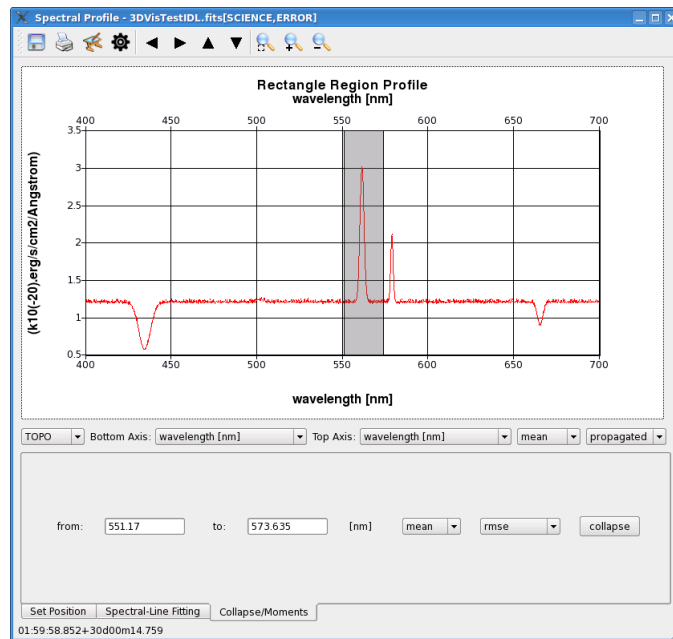 Spectral Profile - 3DVisTestIDL.fits[SCIENCE,ERROR]
Rectangle Region Profile
wavelength [nm]
400 450 500 550 600 650 700
3.5
3
2.5
2
1.5
1
0.5
(k10(-20).erg/s/cm2/Angstrom)
400 450 500 550 600 650 700
wavelength [nm]
TOPO Bottom Axis: wavelength [nm] Top Axis: wavelength [nm] mean propagated
from: 551.17 to: 573.635 [nm] mean rmse collapse
Set Position Spectral-Line Fitting Collapse/Moments
01:59:58.852+30d00m14.759